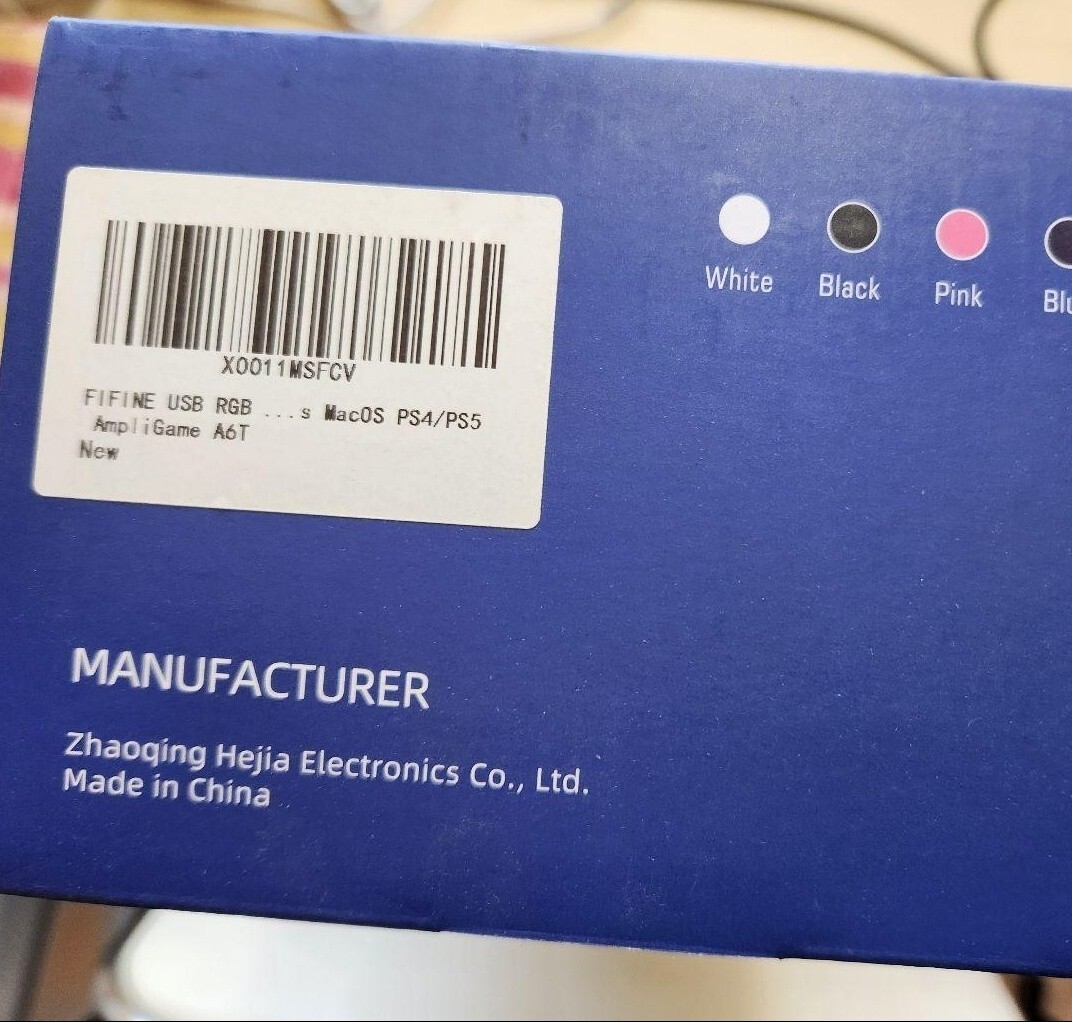 X0011MSFCV
FIFINE USB RGB ...s MacOS PS4/PS5
AmpliGame A6T
New
White
Black
Pink
MANUFACTURER
Zhaoqing Hejia Electronics Co., Ltd.
Made in China